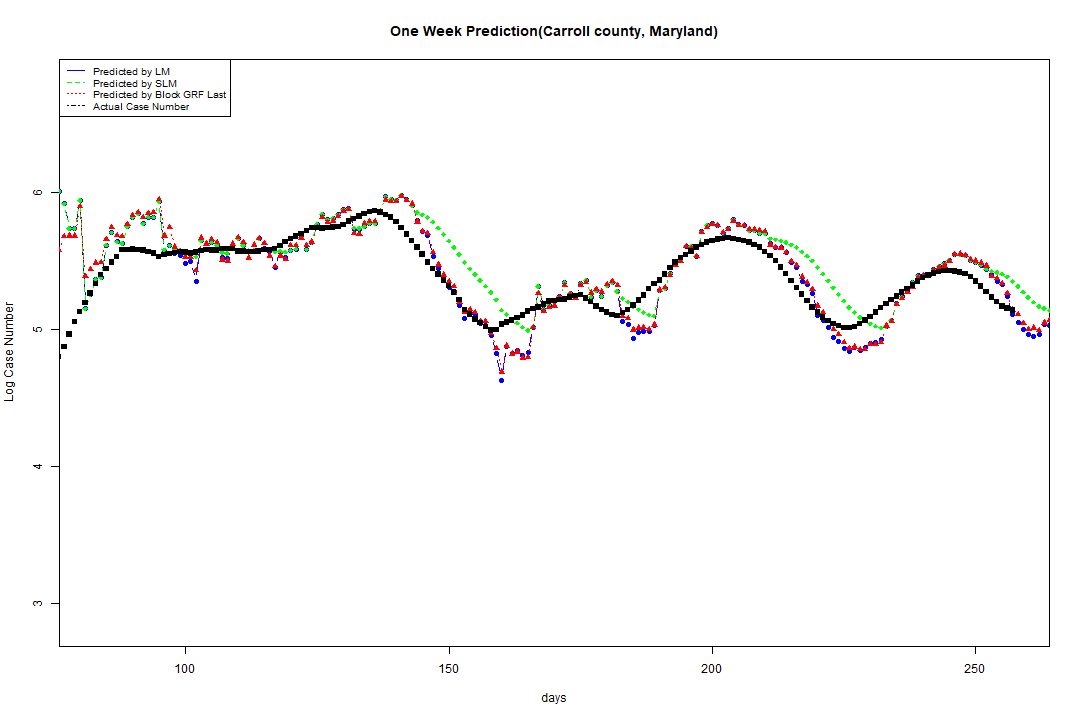 One Week Prediction(Carroll county, Maryland)
Predicted by LM
Predicted by SLM
Predicted by Block GRF Last
Actual Case Number
Log Case Number
6
5
4
3
100 150 200 250
days